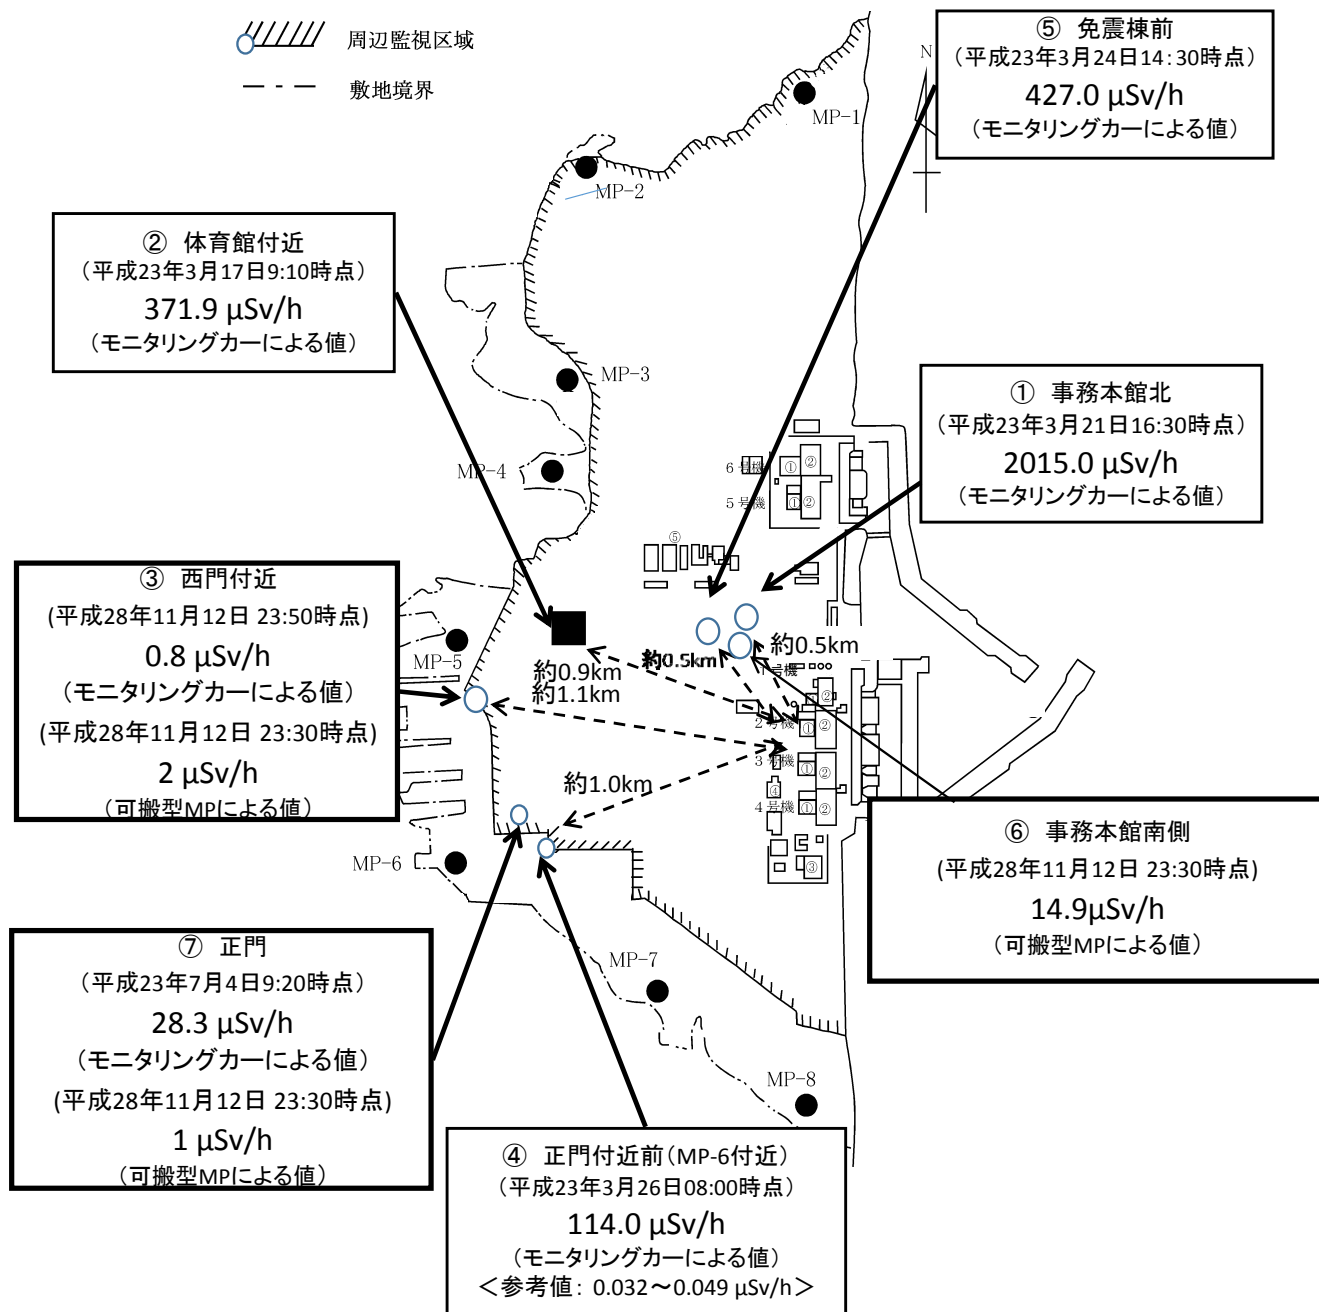 周辺監視区域
敷地境界
⑤ 免震棟前
（平成23年3月24日14：30時点）
427.0 μSv/h
（モニタリングカーによる値）
N
MP-1
MP-2
② 体育館付近
（平成23年3月17日9:10時点）
371.9 μSv/h
（モニタリングカーによる値）
MP-3
① 事務本館北
（平成23年3月21日16:30時点）
2015.0 μSv/h
（モニタリングカーによる値）
MP-4
6号機
①
②
5号機
①
②
⑤
③ 西門付近
(平成28年11月12日 23:50時点)
0.8 μSv/h
（モニタリングカーによる値）
(平成28年11月12日 23:30時点)
2 μSv/h
（可搬型MPによる値）
MP-5
約0.9km
約1.1km
約0.5km
約0.5km
1号機
②
2号機
①
②
3号機
①
②
④
4号機
①
②
③
約1.0km
MP-6
⑥ 事務本館南側
(平成28年11月12日 23:30時点)
14.9μSv/h
（可搬型MPによる値）
⑦ 正門
（平成23年7月4日9:20時点）
28.3 μSv/h
（モニタリングカーによる値）
(平成28年11月12日 23:30時点)
1 μSv/h
（可搬型MPによる値）
MP-7
MP-8
④ 正門付近前（MP-6付近）
（平成23年3月26日08:00時点）
114.0 μSv/h
（モニタリングカーによる値）
＜参考値： 0.032～0.049 μSv/h＞